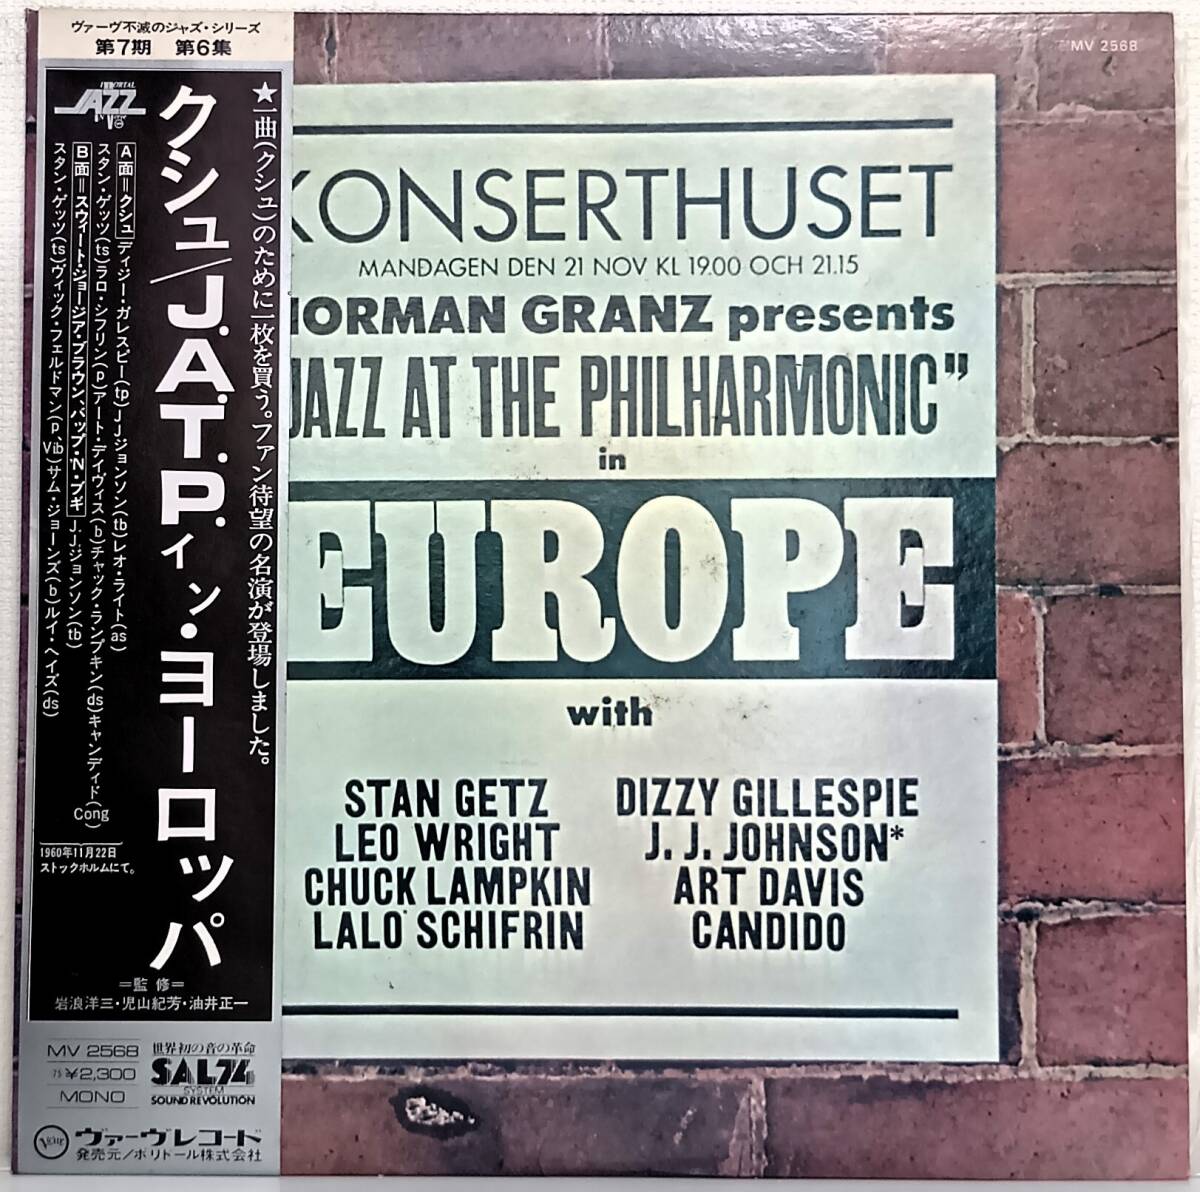 ヴァーヴ不滅のジャズ・シリーズ
第7期 第6集
JAZZ
★一曲(クシュ)のために一枚を買う。ファン待望の名演が登場しました。
クシュ/J.A.T.P.イン・ヨーロッパ
A面=クシュ ディジー・ガレスピー(tp)J.J.ジョンソン(tb)レオ・ライト(as)
スタン・ゲッツ(ts)ラロ・シフリン(p)アート・デイヴィス(b)チャック・ランプキン(ds)キャンディド(Cong)
B面=スウィート・ジョージア・ブラウン、バップ・'N・ブギ J.J.ジョンソン(tb)
スタン・ゲッツ(ts)ヴィック・フェルドマン(p、Vib)サム・ジョーンズ(b)ルイ・ヘイズ(ds)
1960年11月22日
ストックホルムにて。
=監修=
岩浪洋三・児山紀芳・油井正一
MV 2568
75 ¥2,300
MONO
世界初の音の革命
SAL74
SYSTEM
SOUND REVOLUTION
Verve
ヴァーヴレコード
発売元/ポリドール株式会社
MV 2568
KONSERTHUSET
MANDAGEN DEN 21 NOV KL 19.00 OCH 21.15
NORMAN GRANZ presents
JAZZ AT THE PHILHARMONIC"
in
EUROPE
with
STAN GETZ DIZZY GILLESPIE
LEO WRIGHT J. J. JOHNSON*
CHUCK LAMPKIN ART DAVIS
LALO SCHIFRIN CANDIDO